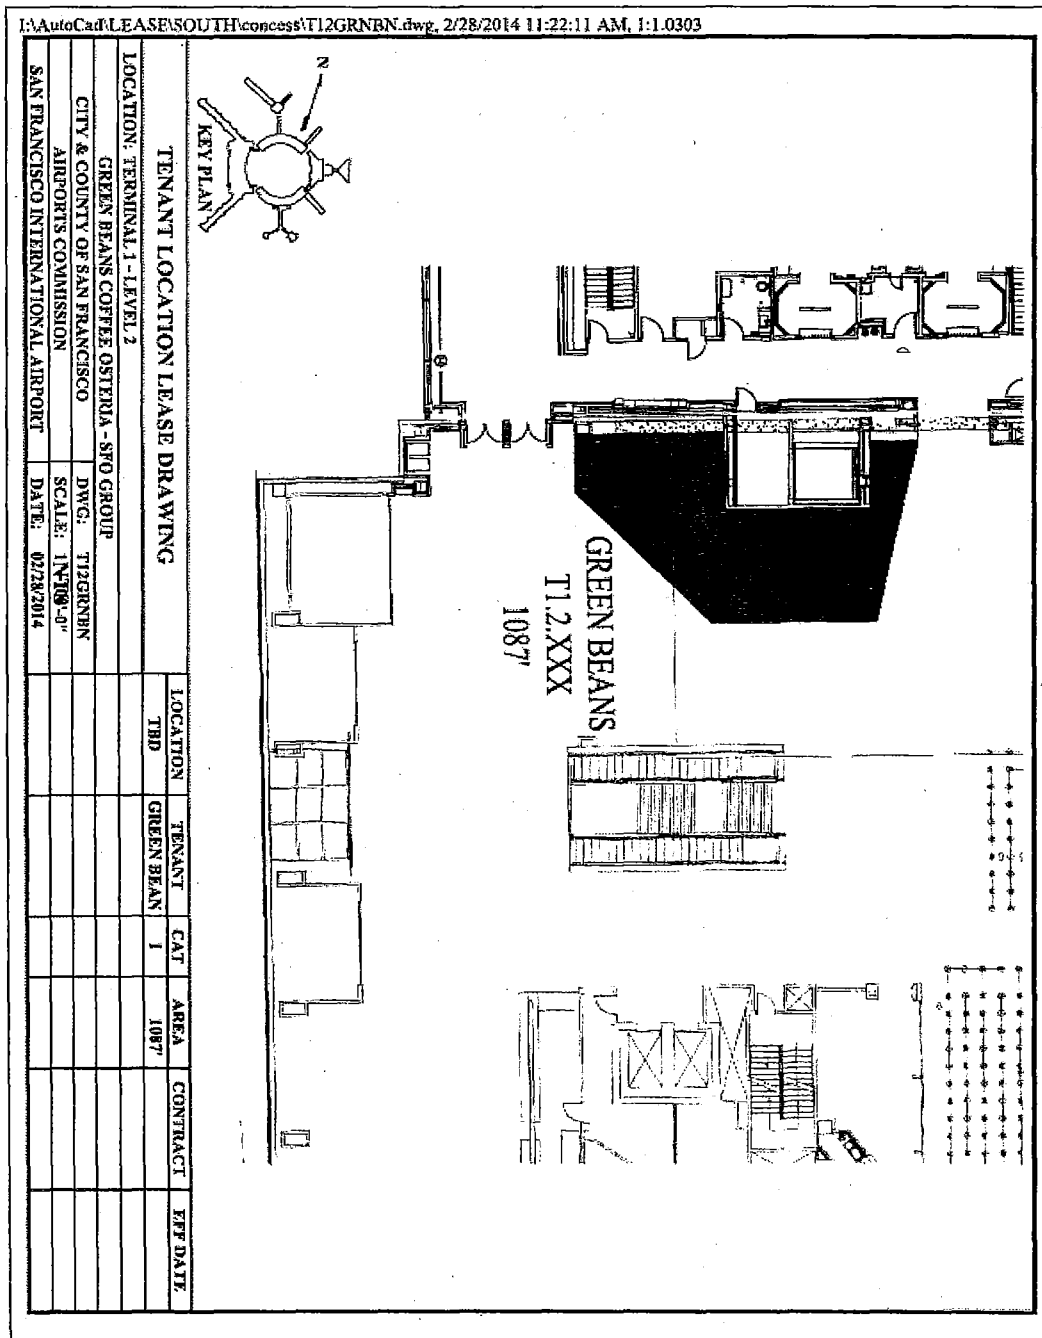 I:\AutoCad\LEASE\SOUTH\concess\T12GRNBN.dwg, 2/28/2014 11:22:11 AM, 1:1.0303
N
KEY PLAN
GREEN BEANS
T1.2.XXX
1087'
TENANT LOCATION LEASE DRAWING
LOCATION: TERMINAL 1 - LEVEL 2
GREEN BEANS COFFEE OSTERIA - SFO GROUP
CITY & COUNTY OF SAN FRANCISCO
AIRPORTS COMMISSION
SAN FRANCISCO INTERNATIONAL AIRPORT
DWG: T12GRNBN
SCALE:
DATE: 02/28/2014
LOCATION TENANT CAT AREA CONTRACT EFF DATE
TBD GREEN BEAN 1 1087'